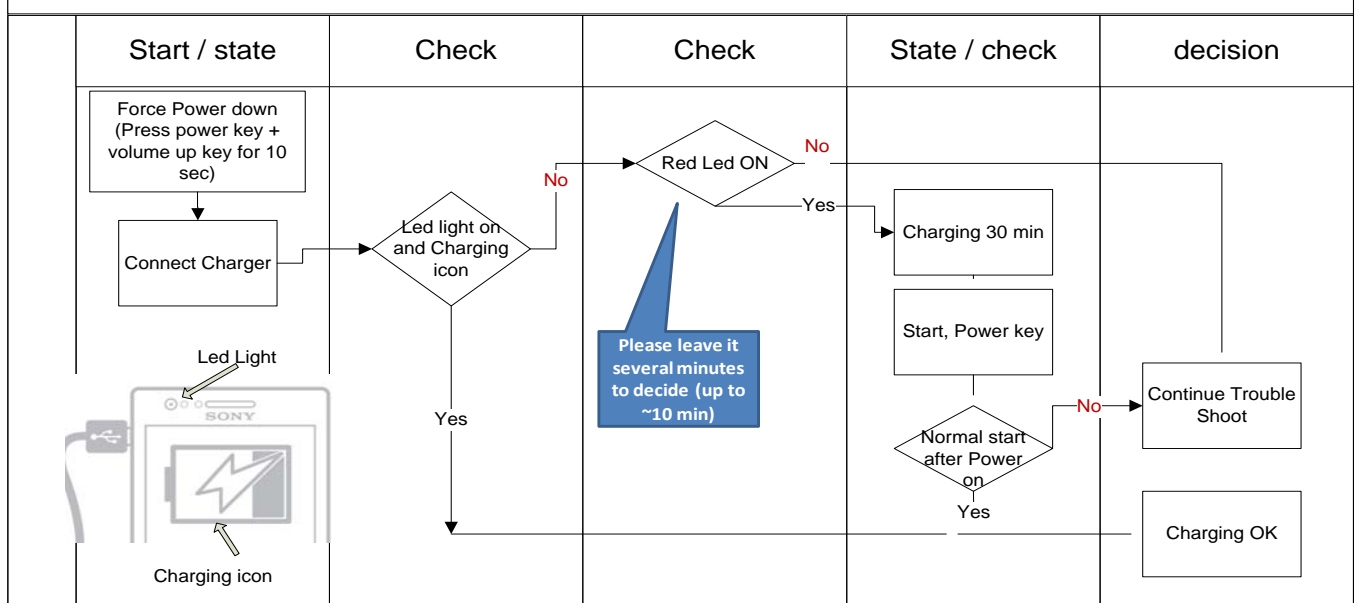 Start / state
Check
Check
State / check
decision
Force Power down
(Press power key +
volume up key for 10
sec)
Connect Charger
Led light on
and Charging
icon
No
Yes
Red Led ON
No
Yes
Please leave it
several minutes
to decide (up to
~10 min)
Charging 30 min
Start, Power key
Normal start
after Power
on
No
Yes
Continue Trouble
Shoot
Charging OK
Led Light
SONY
Charging icon